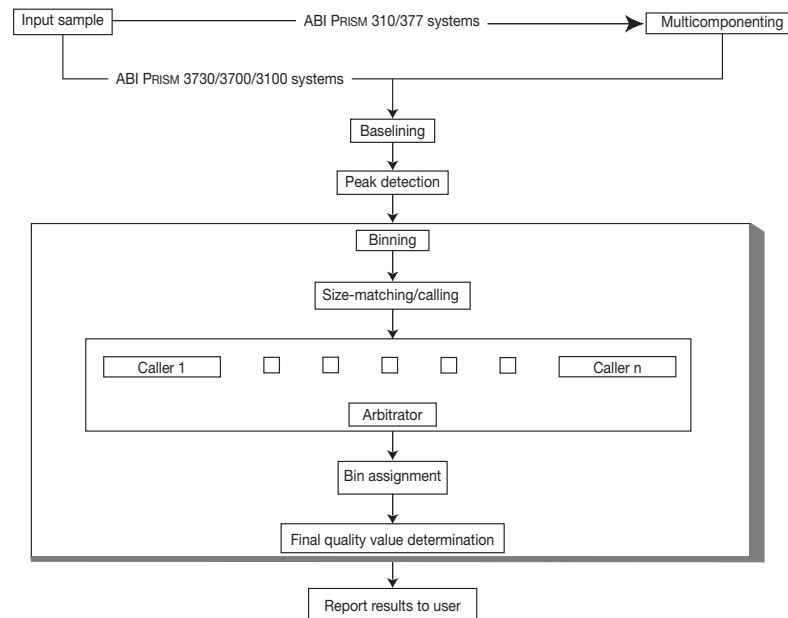 Input sample
ABI PRISM 310/377 systems
Multicomponenting
ABI PRISM 3730/3700/3100 systems
Baselining
Peak detection
Binning
Size-matching/calling
Caller 1
Caller n
Arbitrator
Bin assignment
Final quality value determination
Report results to user